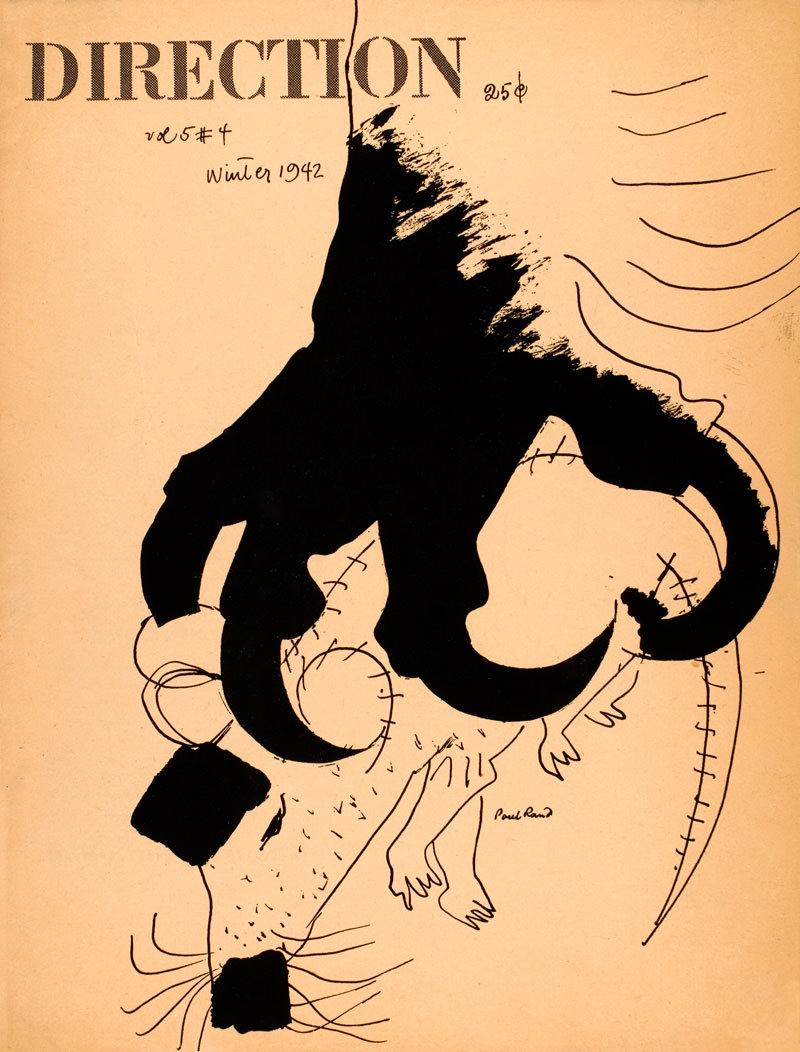 DIRECTION
25¢
vol 5 # 4
Winter 1942
Paul Rand